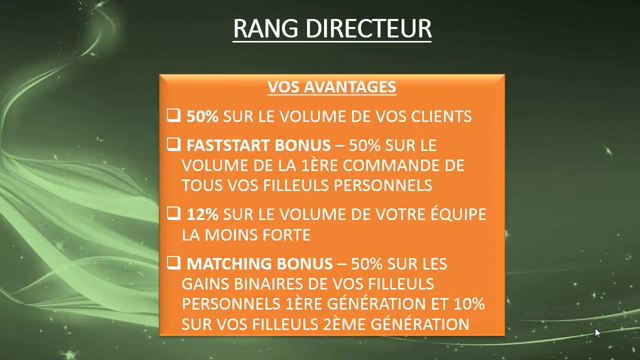 RANG DIRECTEUR
VOS AVANTAGES
❑ 50% SUR LE VOLUME DE VOS CLIENTS
❑ FASTSTART BONUS – 50% SUR LE
VOLUME DE LA 1ÈRE COMMANDE DE
TOUS VOS FILLEULS PERSONNELS
❑ 12% SUR LE VOLUME DE VOTRE ÉQUIPE
LA MOINS FORTE
❑ MATCHING BONUS – 50% SUR LES
GAINS BINAIRES DE VOS FILLEULS
PERSONNELS 1ÈRE GÉNÉRATION ET 10%
SUR VOS FILLEULS 2ÈME GÉNÉRATION